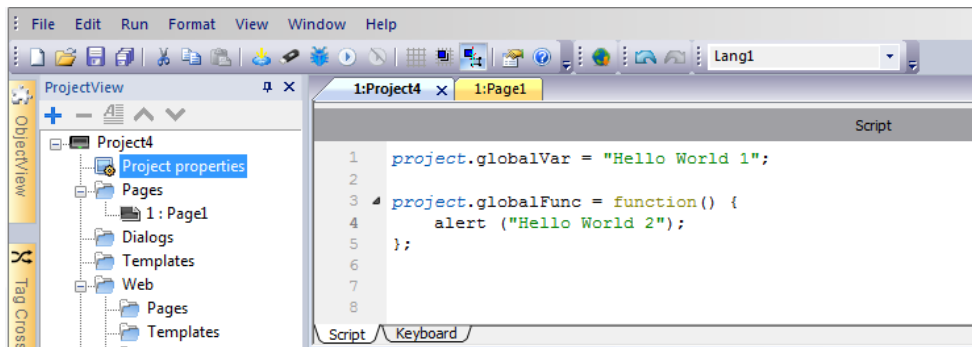 File Edit Run Format View Window Help
Lang1
ProjectView
1:Project4 1:Page1
ObjectView
Tag Cross
Project4
Project properties
Pages
1 : Page1
Dialogs
Templates
Web
Pages
Templates
Script
1 project.globalVar = "Hello World 1";
2
3 project.globalFunc = function() {
4 alert ("Hello World 2");
5 };
6
7
8
Script Keyboard